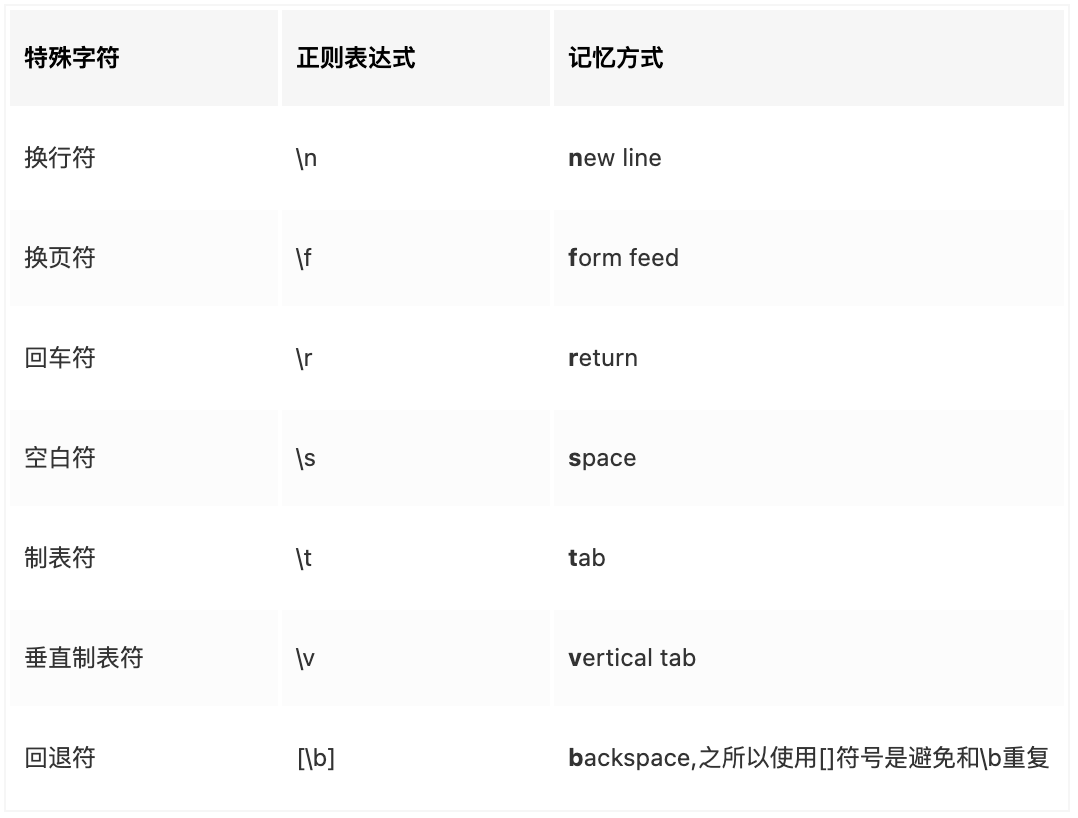 特殊字符 正则表达式 记忆方式
换行符 \n new line
换页符 \f form feed
回车符 \r return
空白符 \s space
制表符 \t tab
垂直制表符 \v vertical tab
回退符 [\b] backspace,之所以使用[]符号是避免和\b重复